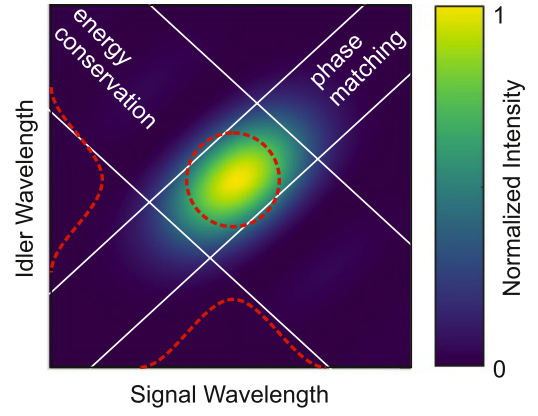 energy
conservation
phase
matching
Idler Wavelength
Signal Wavelength
1
Normalized Intensity
0